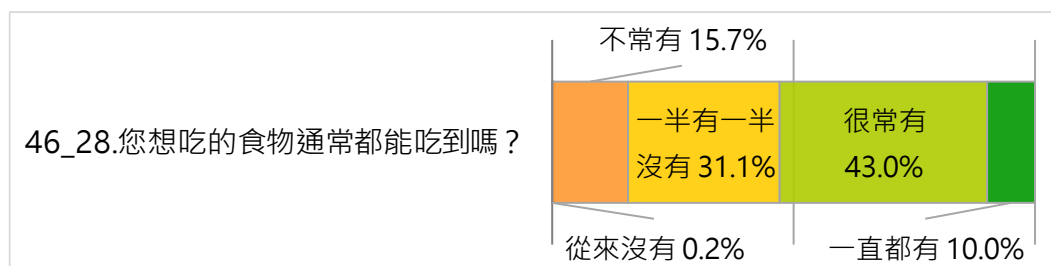 46_28.您想吃的食物通常都能吃到嗎？
不常有 15.7%
一半有一半
沒有 31.1%
很常有
43.0%
從來沒有 0.2%
一直都有 10.0%